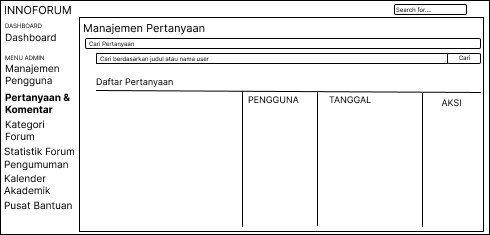 INNOFORUM
Search for....
DASHBOARD
Dashboard
MENU ADMIN
Manajemen
Pengguna
Pertanyaan &
Komentar
Kategori
Forum
Statistik Forum
Pengumuman
Kalender
Akademik
Pusat Bantuan
Manajemen Pertanyaan
Cari Pertanyaan
Cari berdasarkan judul atau nama user
Cari
Daftar Pertanyaan
PENGGUNA
TANGGAL
AKSI